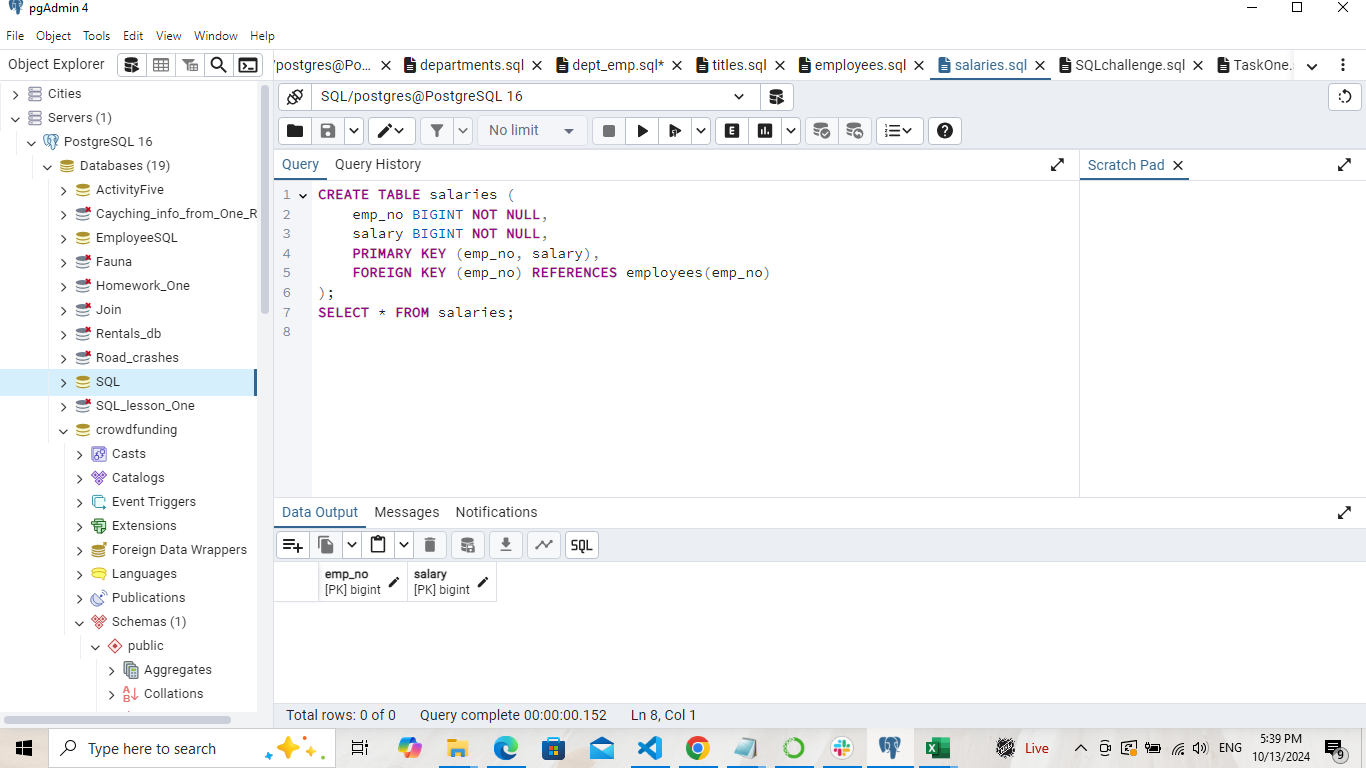 pgAdmin 4
File Object Tools Edit View Window Help
Object Explorer
/postgres@Po... departments.sql dept_emp.sql* titles.sql employees.sql salaries.sql SQLchallenge.sql TaskOne.
SQL/postgres@PostgreSQL 16
No limit
E
Query Query History
Scratch Pad
Cities
Servers (1)
PostgreSQL 16
Databases (19)
ActivityFive
Cayching_info_from_One_R
EmployeeSQL
Fauna
Homework_One
Join
Rentals_db
Road_crashes
SQL
SQL_lesson_One
crowdfunding
Casts
Catalogs
Event Triggers
Extensions
Foreign Data Wrappers
Languages
Publications
Schemas (1)
public
Aggregates
Collations
1 CREATE TABLE salaries (
2 emp_no BIGINT NOT NULL,
3 salary BIGINT NOT NULL,
4 PRIMARY KEY (emp_no, salary),
5 FOREIGN KEY (emp_no) REFERENCES employees(emp_no)
6 );
7 SELECT * FROM salaries;
8
Data Output Messages Notifications
SQL
emp_no salary
[PK] bigint [PK] bigint
Total rows: 0 of 0 Query complete 00:00:00.152 Ln 8, Col 1
Type here to search
Live
ENG
5:39 PM
10/13/2024
9